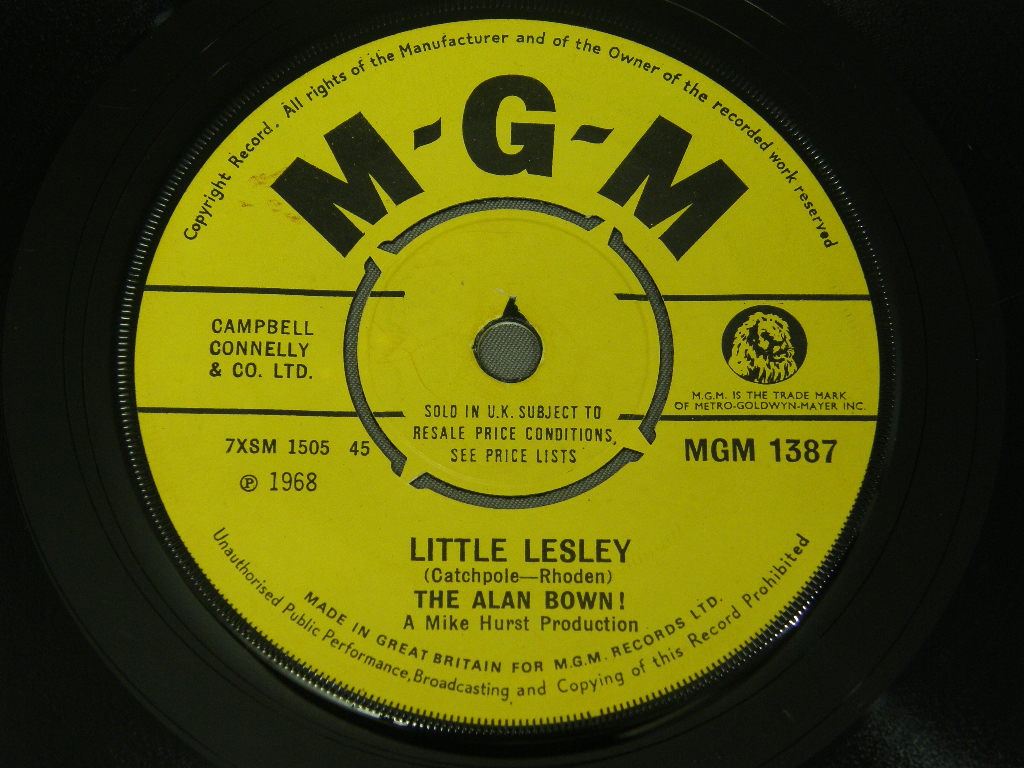 Copyright Record. All rights of the Manufacturer and of the Owner of the recorded work reserved
M-G-M
CAMPBELL
CONNELLY
& CO. LTD.
M.G.M. IS THE TRADE MARK
OF METRO-GOLDWYN-MAYER INC.
SOLD IN U.K. SUBJECT TO
RESALE PRICE CONDITIONS,
SEE PRICE LISTS
7XSM 1505 45
℗ 1968
MGM 1387
LITTLE LESLEY
(Catchpole—Rhoden)
THE ALAN BOWN!
A Mike Hurst Production
MADE IN GREAT BRITAIN FOR M.G.M. RECORDS LTD.
Unauthorised Public Performance, Broadcasting and Copying of this Record Prohibited